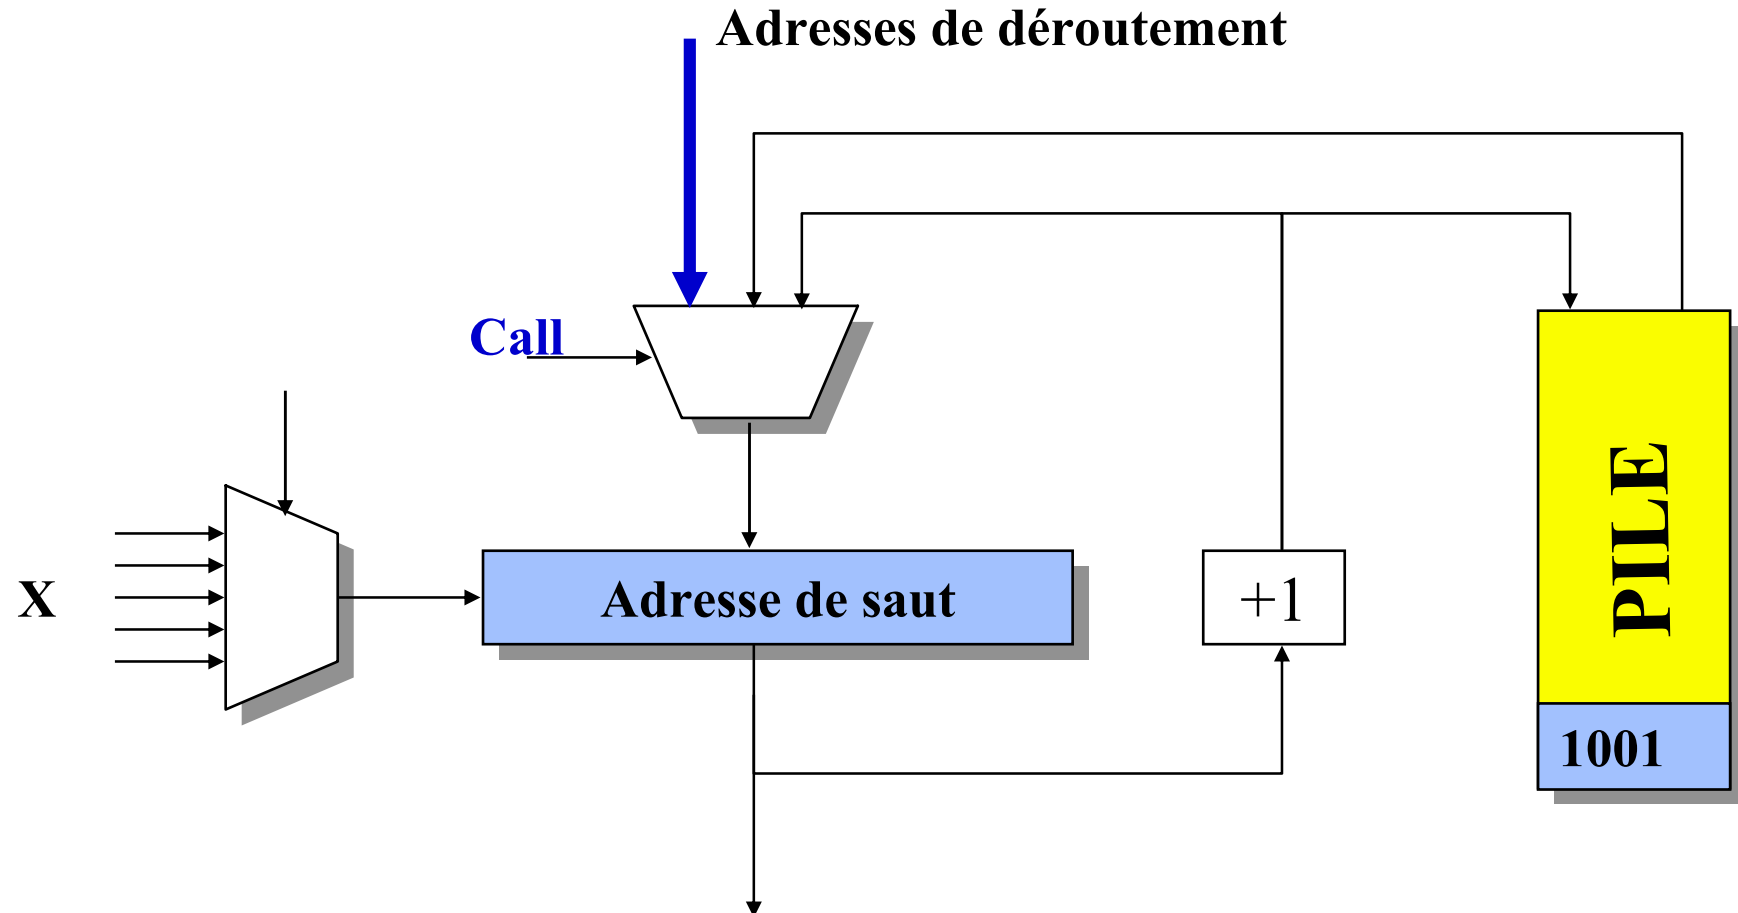 Adresses de déroutement
Call
X
Adresse de saut
+1
PILE
1001